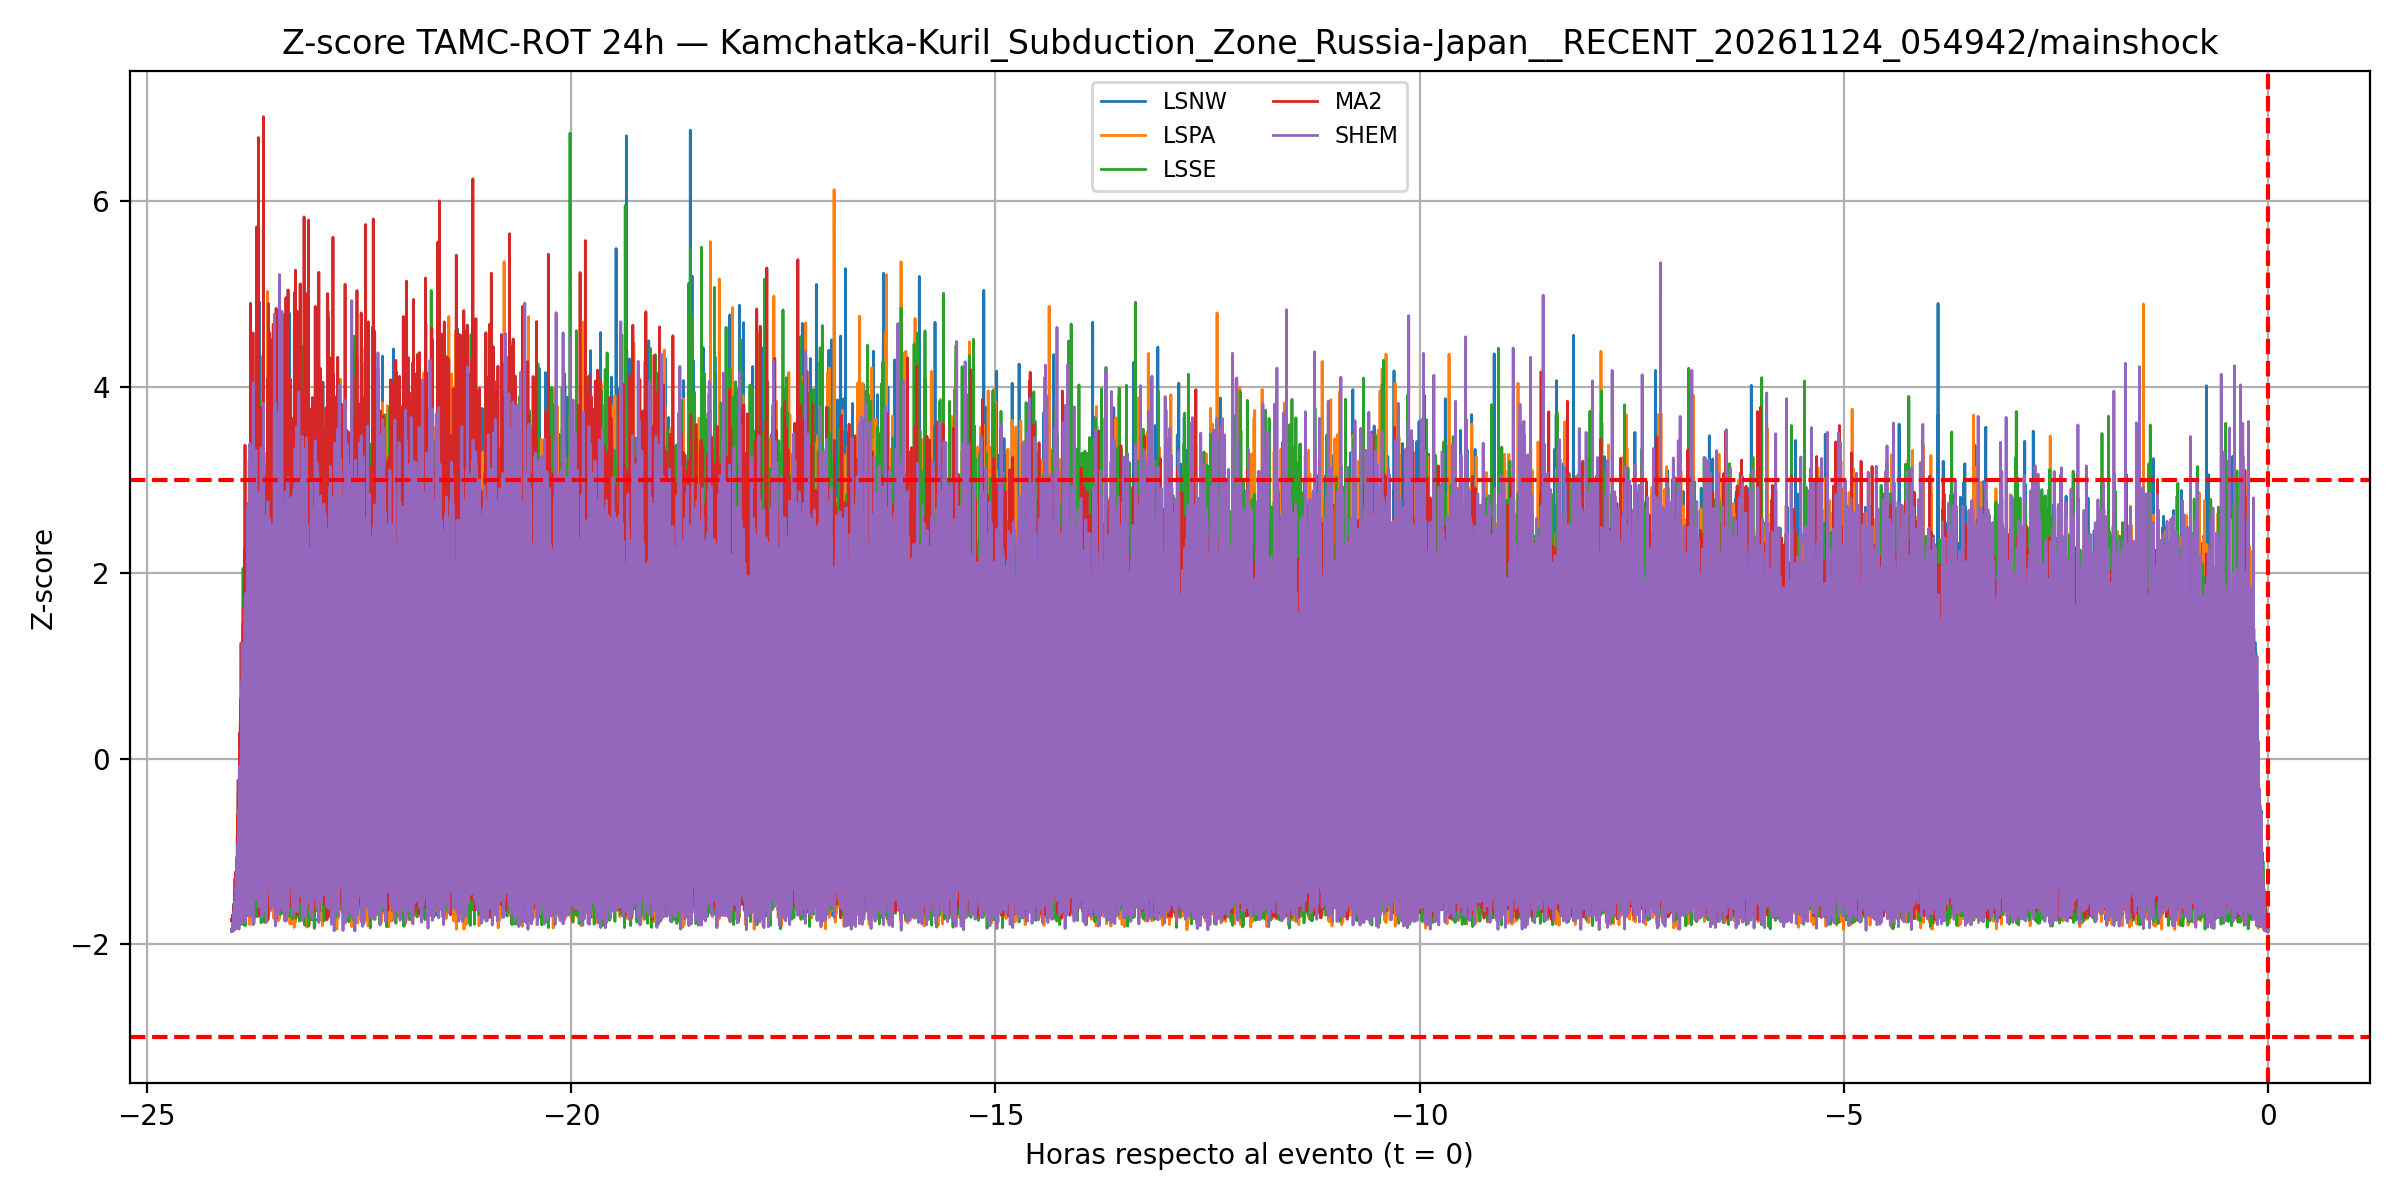 Z-score TAMC-ROT 24h — Kamchatka-Kuril_Subduction_Zone_Russia-Japan__RECENT_20261124_054942/mainshock
LSNW
LSPA
LSSE
MA2
SHEM
Z-score
6
4
2
0
−2
−25
−20
−15
−10
−5
0
Horas respecto al evento (t = 0)